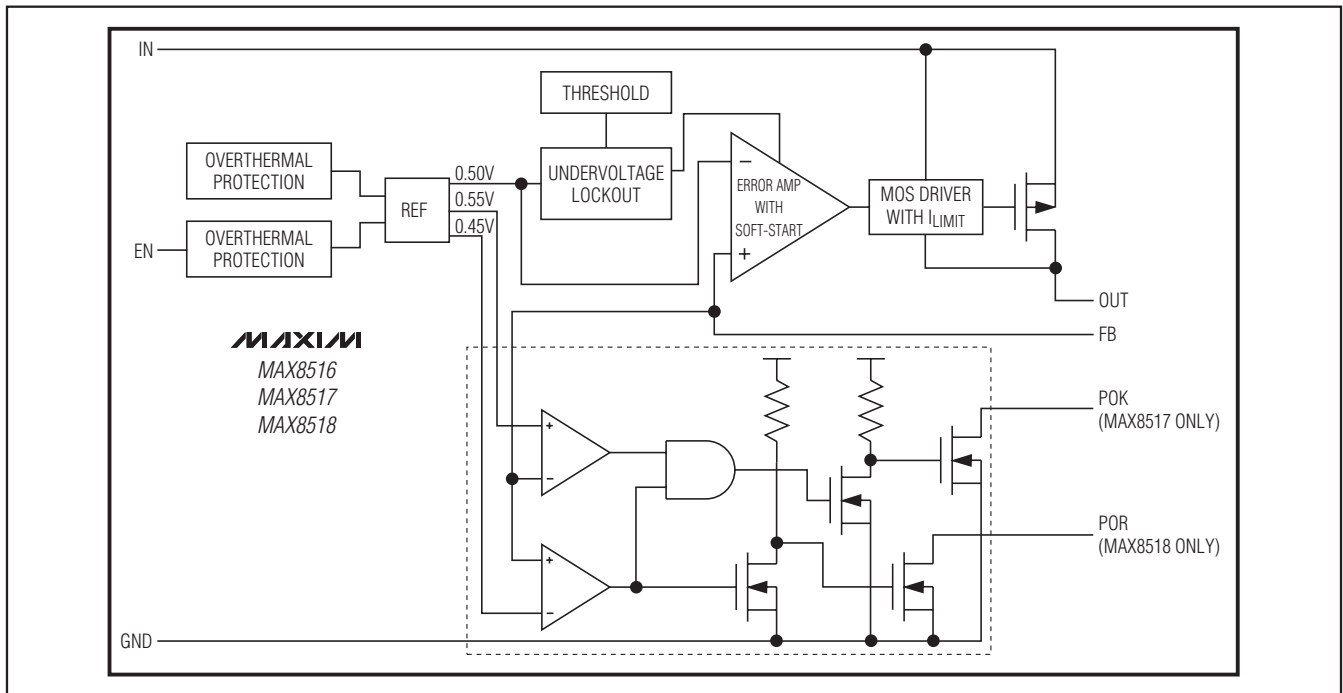 IN
THRESHOLD
OVERTHERMAL
PROTECTION
UNDERVOLTAGE
LOCKOUT
0.50V
0.55V
0.45V
REF
−
ERROR AMP
WITH
SOFT-START
+
MOS DRIVER
WITH ILIMIT
EN
OVERTHERMAL
PROTECTION
OUT
FB
MAXIM
MAX8516
MAX8517
MAX8518
+
−
+
−
POK
(MAX8517 ONLY)
POR
(MAX8518 ONLY)
GND